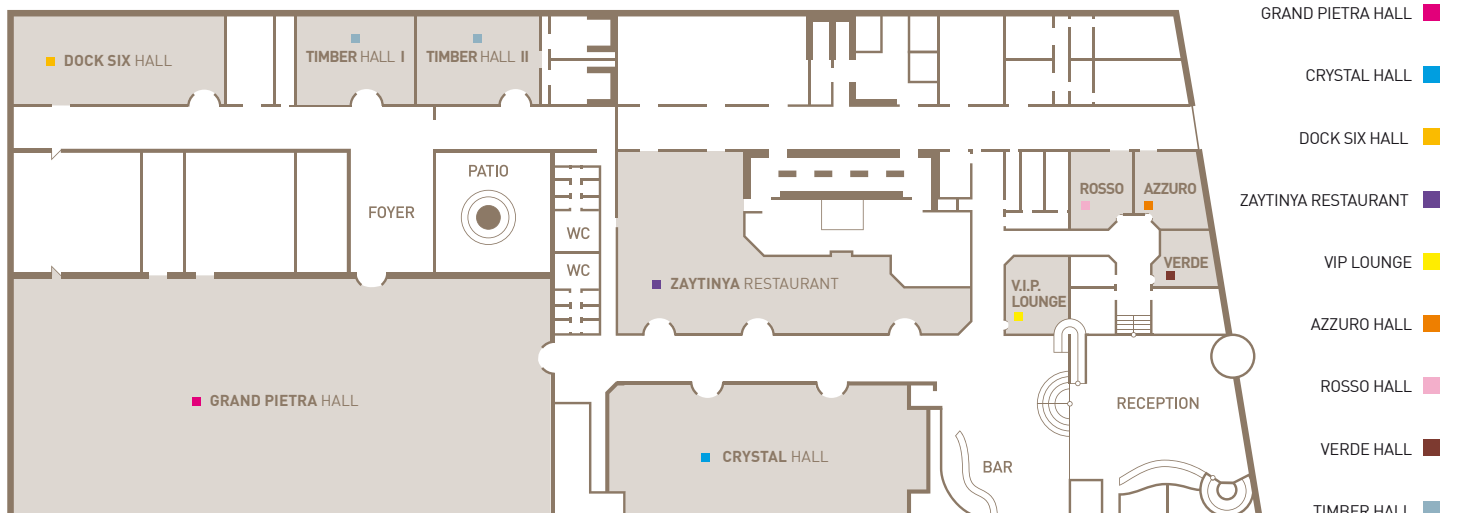 DOCK SIX HALL
TIMBER HALL I
TIMBER HALL II
PATIO
FOYER
WC
WC
ZAYTINYA RESTAURANT
ROSSO
AZZURO
VERDE
V.I.P.
LOUNGE
GRAND PIETRA HALL
CRYSTAL HALL
RECEPTION
BAR
GRAND PIETRA HALL
CRYSTAL HALL
DOCK SIX HALL
ZAYTINYA RESTAURANT
VIP LOUNGE
AZZURO HALL
ROSSO HALL
VERDE HALL
TIMBER HALL